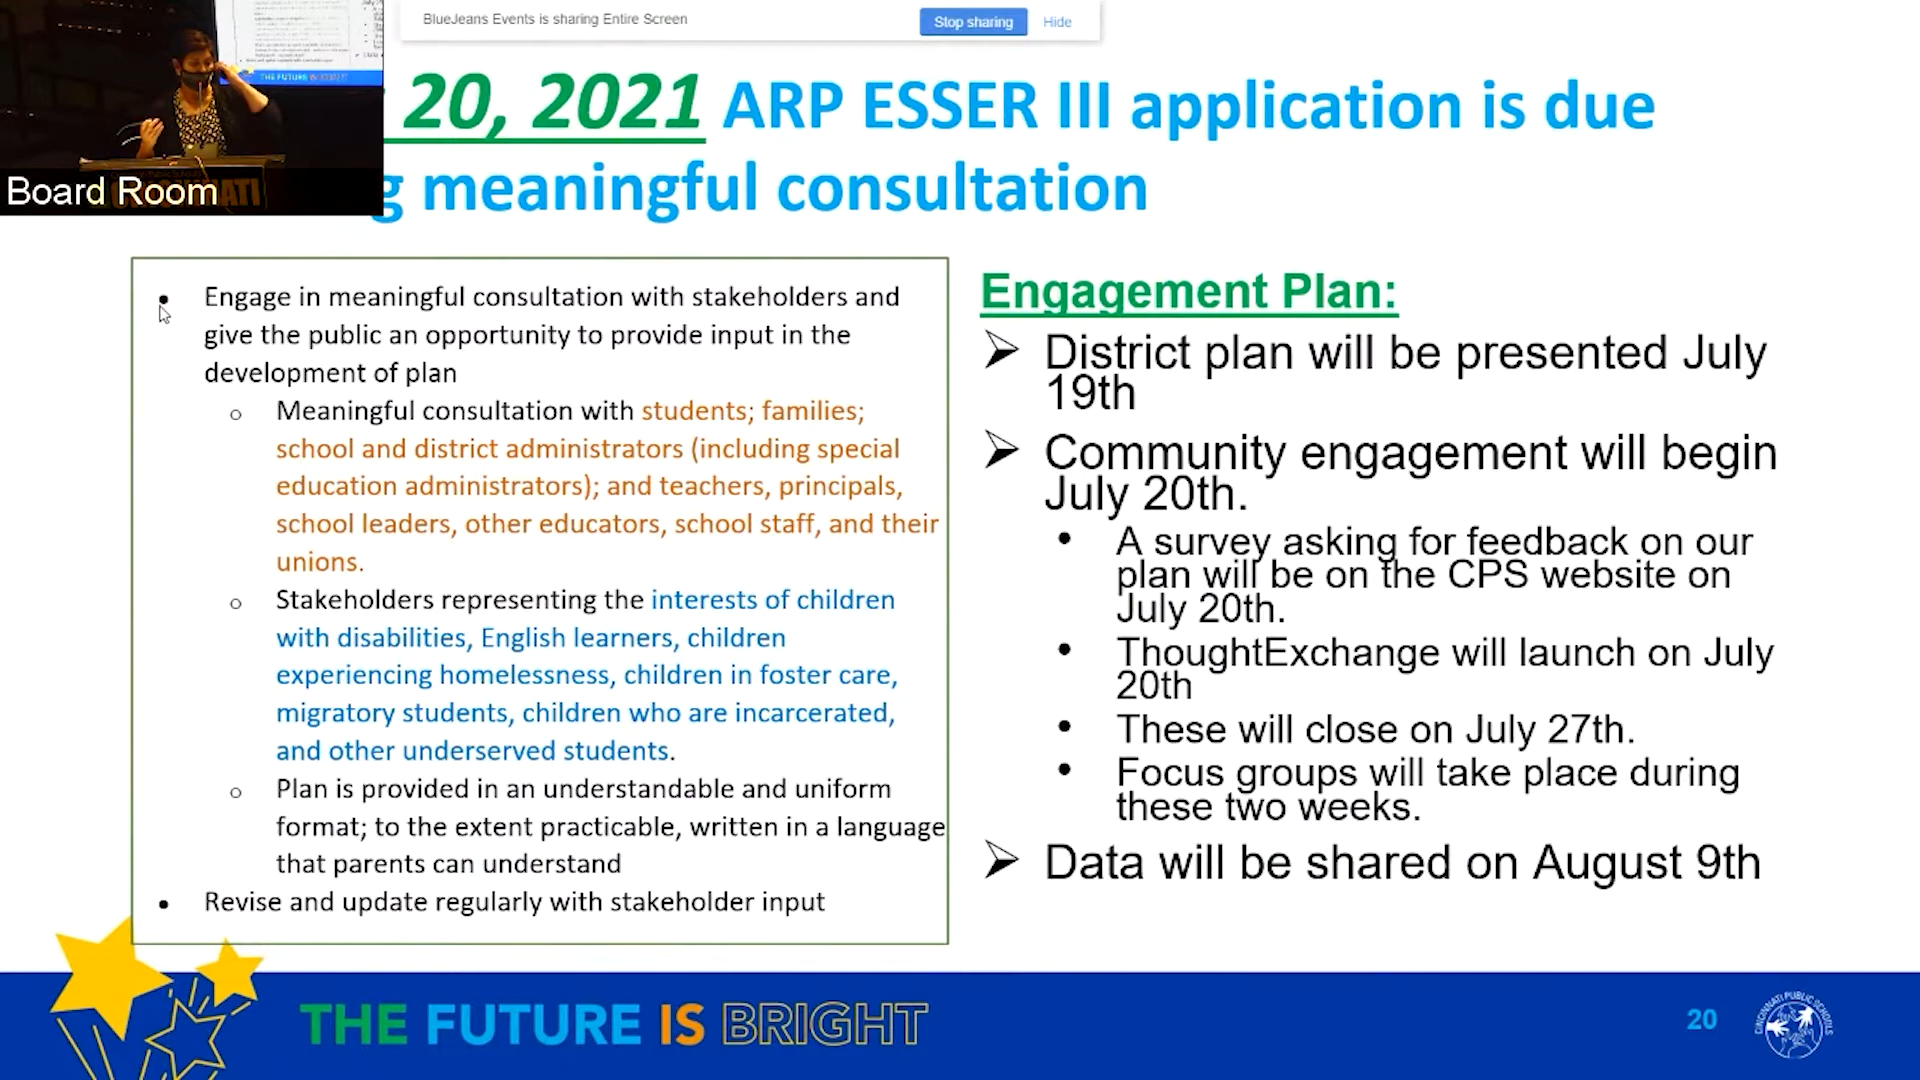 BlueJeans Events is sharing Entire Screen
Stop sharing
Hide
THE FUTURE IS BRIGHT
Board Room
20, 2021 ARP ESSER III application is due
g meaningful consultation
• Engage in meaningful consultation with stakeholders and
give the public an opportunity to provide input in the
development of plan
o Meaningful consultation with students; families;
school and district administrators (including special
education administrators); and teachers, principals,
school leaders, other educators, school staff, and their
unions.
o Stakeholders representing the interests of children
with disabilities, English learners, children
experiencing homelessness, children in foster care,
migratory students, children who are incarcerated,
and other underserved students.
o Plan is provided in an understandable and uniform
format; to the extent practicable, written in a language
that parents can understand
• Revise and update regularly with stakeholder input
Engagement Plan:
➢ District plan will be presented July
19th
➢ Community engagement will begin
July 20th.
• A survey asking for feedback on our
plan will be on the CPS website on
July 20th.
• ThoughtExchange will launch on July
20th
• These will close on July 27th.
• Focus groups will take place during
these two weeks.
➢ Data will be shared on August 9th
THE FUTURE IS BRIGHT
20
CINCINNATI PUBLIC SCHOOLS